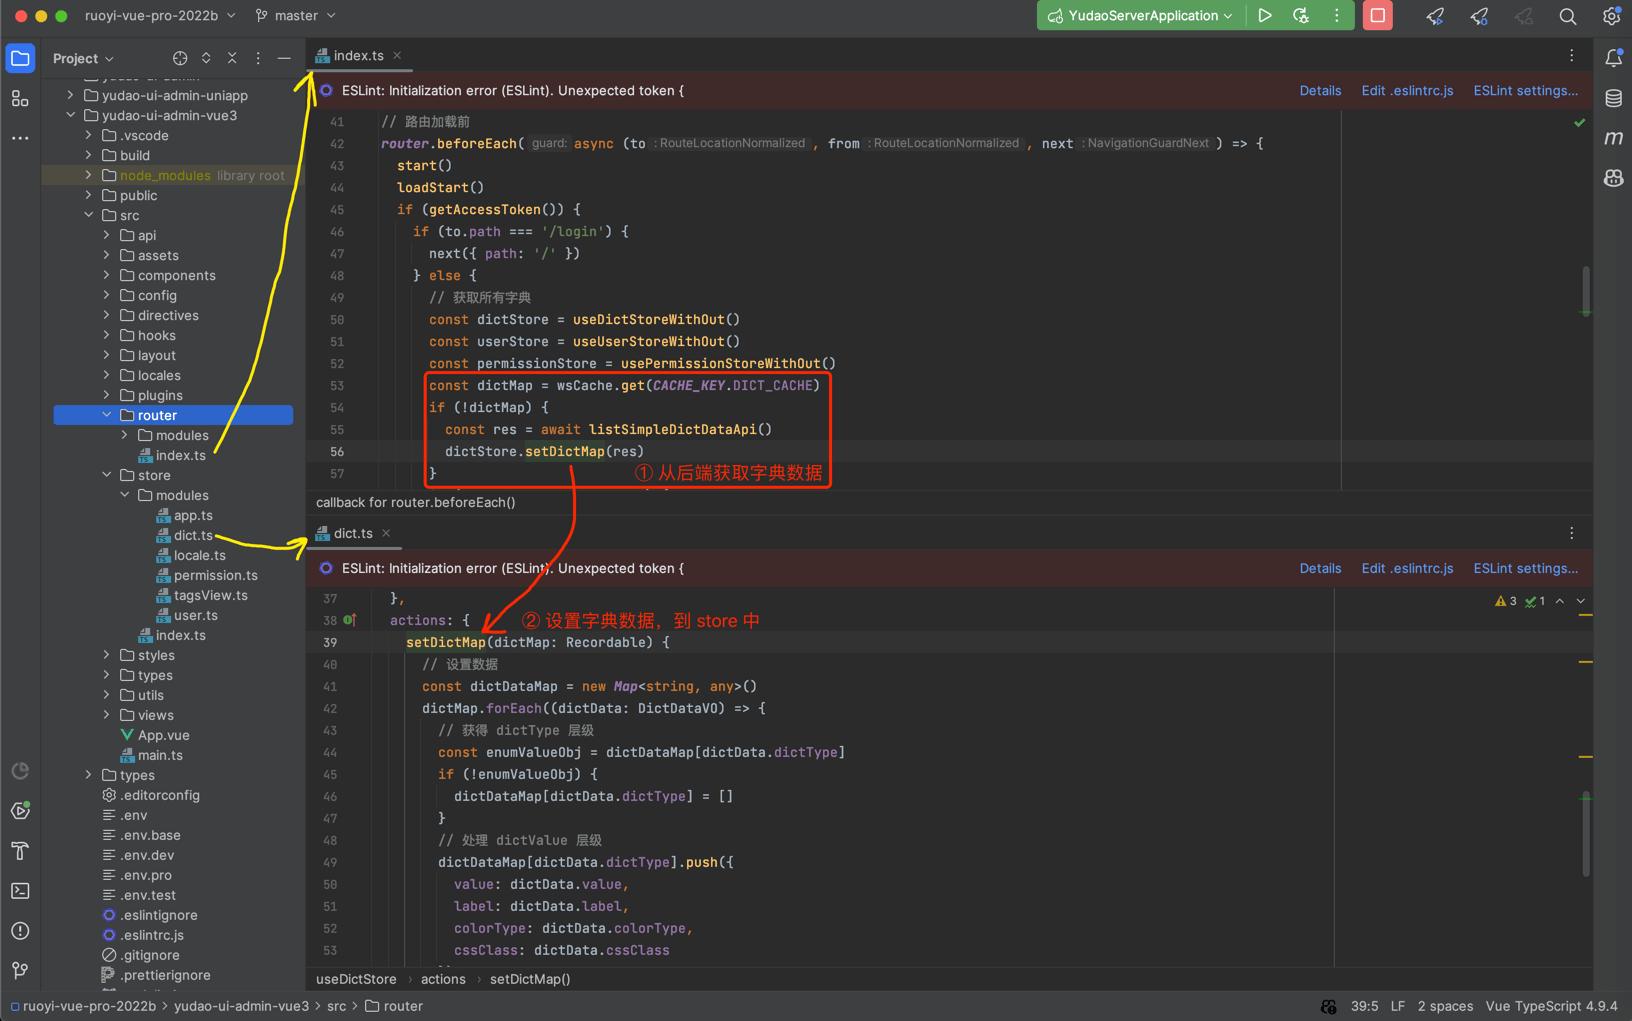 ruoyi-vue-pro-2022b
master
YudaoServerApplication
Project
yudao-ui-admin
yudao-ui-admin-uniapp
yudao-ui-admin-vue3
.vscode
build
node_modules library root
public
src
api
assets
components
config
directives
hooks
layout
locales
plugins
router
modules
index.ts
store
modules
app.ts
dict.ts
locale.ts
permission.ts
tagsView.ts
user.ts
index.ts
styles
types
utils
views
App.vue
main.ts
types
.editorconfig
.env
.env.base
.env.dev
.env.pro
.env.test
.eslintignore
.eslintrc.js
.gitignore
.prettierignore
index.ts
ESLint: Initialization error (ESLint). Unexpected token {
Details Edit .eslintrc.js ESLint settings...
41 // 路由加载前
42 router.beforeEach( guard: async (to : RouteLocationNormalized , from : RouteLocationNormalized , next : NavigationGuardNext ) => {
43 start()
44 loadStart()
45 if (getAccessToken()) {
46 if (to.path === '/login') {
47 next({ path: '/' })
48 } else {
49 // 获取所有字典
50 const dictStore = useDictStoreWithOut()
51 const userStore = useUserStoreWithOut()
52 const permissionStore = usePermissionStoreWithOut()
53 const dictMap = wsCache.get(CACHE_KEY.DICT_CACHE)
54 if (!dictMap) {
55 const res = await listSimpleDictDataApi()
56 dictStore.setDictMap(res)
57 }
① 从后端获取字典数据
callback for router.beforeEach()
dict.ts
ESLint: Initialization error (ESLint). Unexpected token {
Details Edit .eslintrc.js ESLint settings...
3 1
37 },
38 actions: {
② 设置字典数据，到 store 中
39 setDictMap(dictMap: Recordable) {
40 // 设置数据
41 const dictDataMap = new Map<string, any>()
42 dictMap.forEach((dictData: DictDataVO) => {
43 // 获得 dictType 层级
44 const enumValueObj = dictDataMap[dictData.dictType]
45 if (!enumValueObj) {
46 dictDataMap[dictData.dictType] = []
47 }
48 // 处理 dictValue 层级
49 dictDataMap[dictData.dictType].push({
50 value: dictData.value,
51 label: dictData.label,
52 colorType: dictData.colorType,
53 cssClass: dictData.cssClass
useDictStore > actions > setDictMap()
ruoyi-vue-pro-2022b > yudao-ui-admin-vue3 > src > router
39:5 LF 2 spaces Vue TypeScript 4.9.4